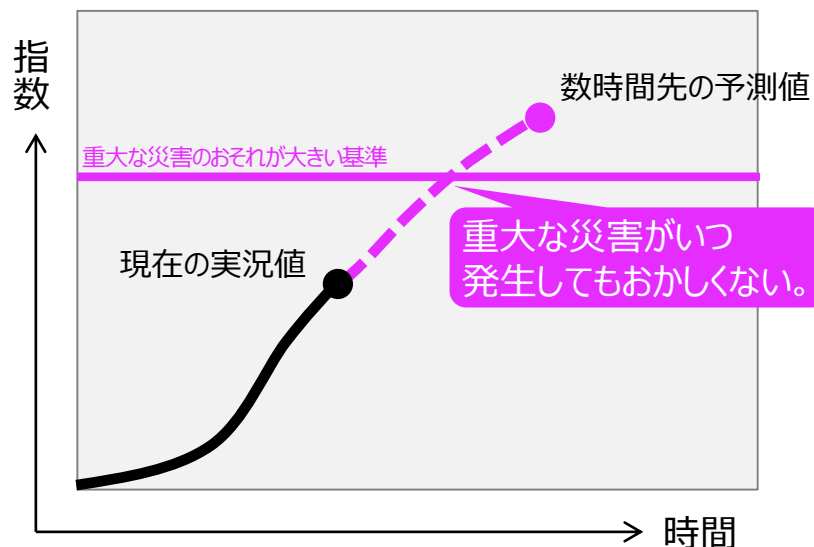 指数
数時間先の予測値
重大な災害のおそれが大きい基準
重大な災害がいつ
発生してもおかしくない。
現在の実況値
時間